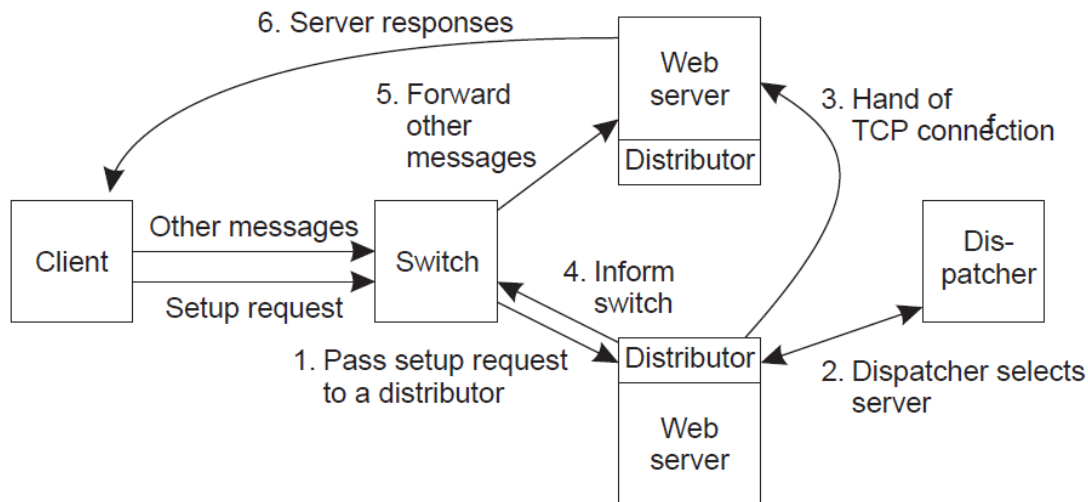 6. Server responses
Web
server
Distributor
5. Forward
other
messages
3. Hand of
TCP connection
f
Client
Other messages
Setup request
Switch
4. Inform
switch
Dis-
patcher
1. Pass setup request
to a distributor
Distributor
Web
server
2. Dispatcher selects
server